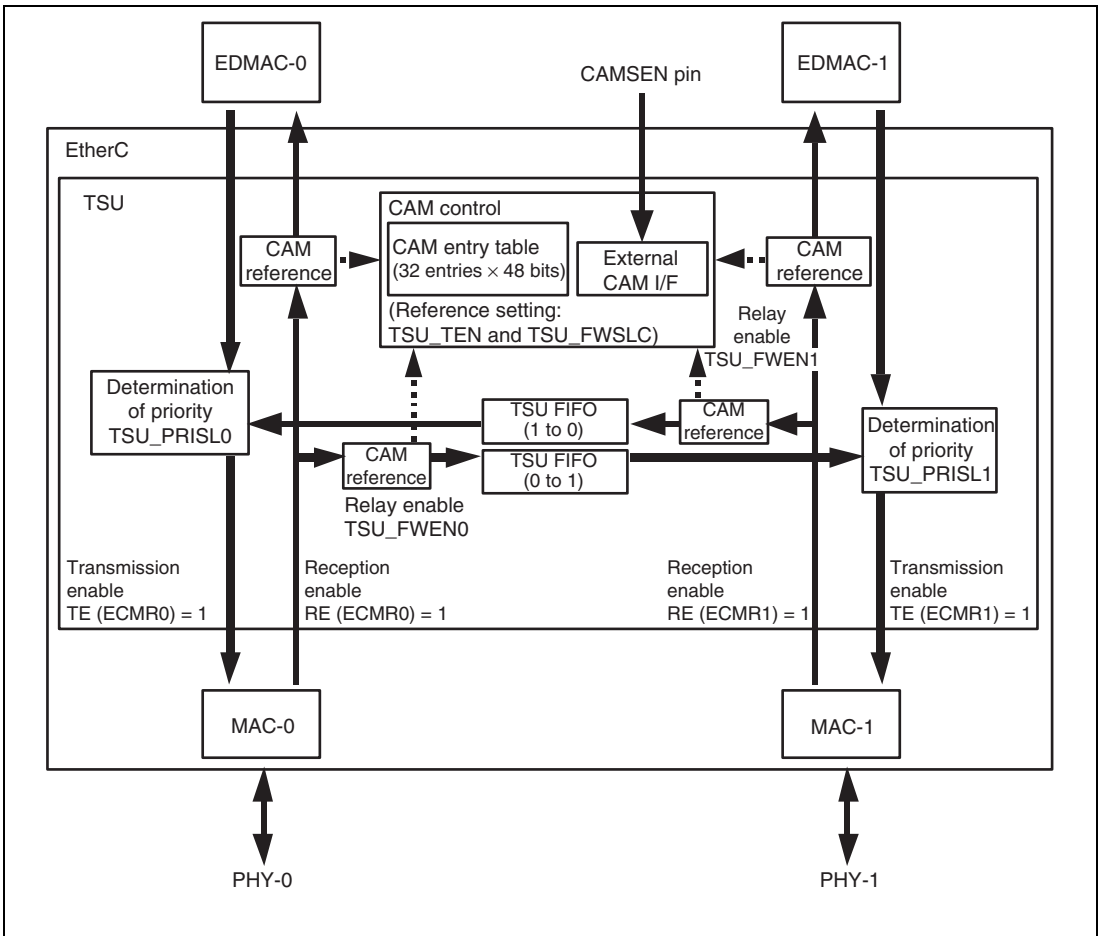 EDMAC-0
EDMAC-1
CAMSEN pin
EtherC
TSU
CAM control
CAM entry table
(32 entries × 48 bits)
External
CAM I/F
(Reference setting:
TSU_TEN and TSU_FWSLC)
CAM
reference
CAM
reference
Relay
enable
TSU_FWEN1
Determination
of priority
TSU_PRISL0
TSU FIFO
(1 to 0)
CAM
reference
Determination
of priority
TSU_PRISL1
CAM
reference
TSU FIFO
(0 to 1)
Relay enable
TSU_FWEN0
Transmission
enable
TE (ECMR0) = 1
Reception
enable
RE (ECMR0) = 1
Reception
enable
RE (ECMR1) = 1
Transmission
enable
TE (ECMR1) = 1
MAC-0
MAC-1
PHY-0
PHY-1